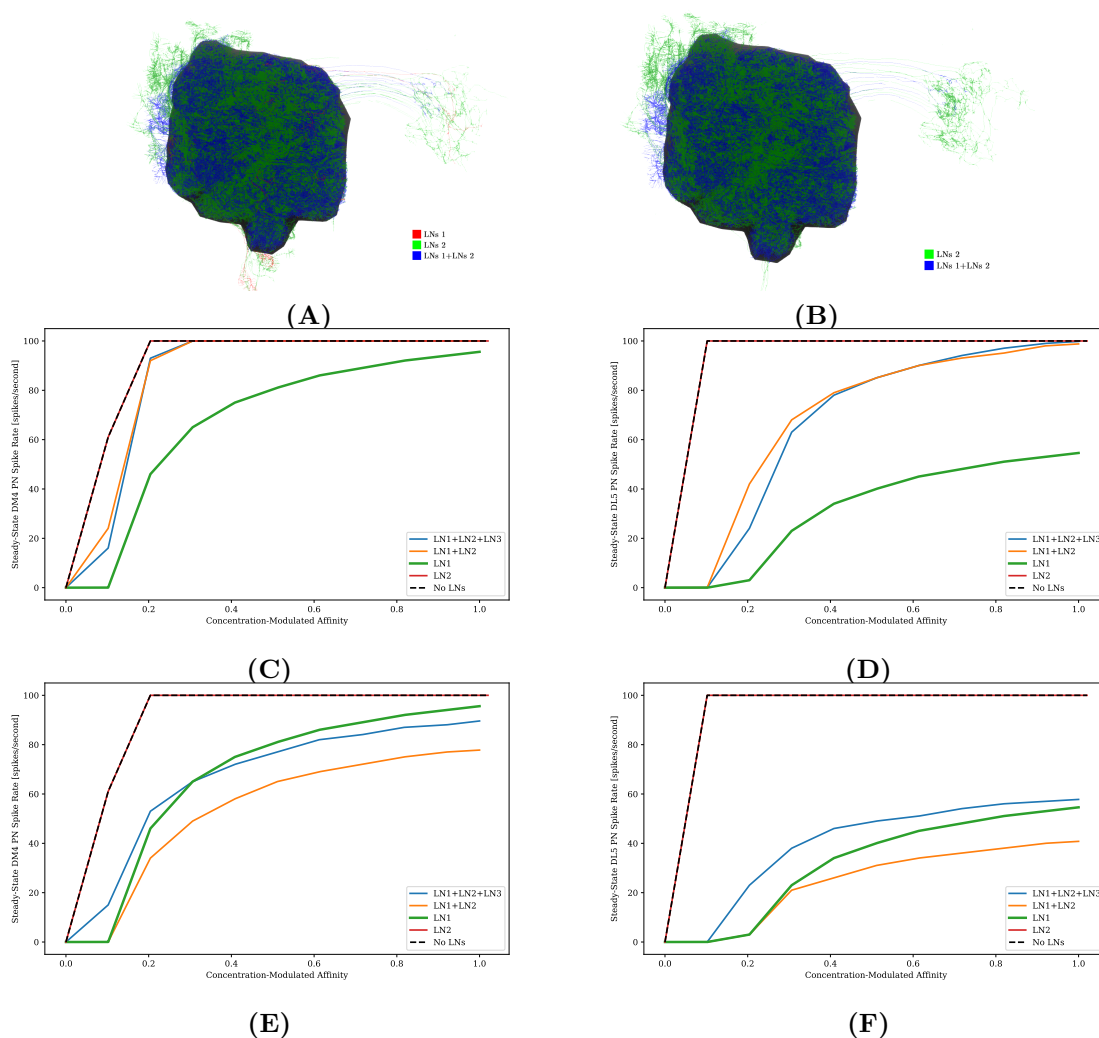 LNs 1
LNs 2
LNs 1+LNs 2
(A)
LNs 2
LNs 1+LNs 2
(B)
Steady-State DM4 PN Spike Rate [spikes/second]
100
80
60
40
20
0
LN1+LN2+LN3
LN1+LN2
LN1
LN2
No LNs
0.0 0.2 0.4 0.6 0.8 1.0
Concentration-Modulated Affinity
(C)
Steady-State DL5 PN Spike Rate [spikes/second]
100
80
60
40
20
0
LN1+LN2+LN3
LN1+LN2
LN1
LN2
No LNs
0.0 0.2 0.4 0.6 0.8 1.0
Concentration-Modulated Affinity
(D)
Steady-State DM4 PN Spike Rate [spikes/second]
100
80
60
40
20
0
LN1+LN2+LN3
LN1+LN2
LN1
LN2
No LNs
0.0 0.2 0.4 0.6 0.8 1.0
Concentration-Modulated Affinity
(E)
Steady-State DL5 PN Spike Rate [spikes/second]
100
80
60
40
20
0
LN1+LN2+LN3
LN1+LN2
LN1
LN2
No LNs
0.0 0.2 0.4 0.6 0.8 1.0
Concentration-Modulated Affinity
(F)